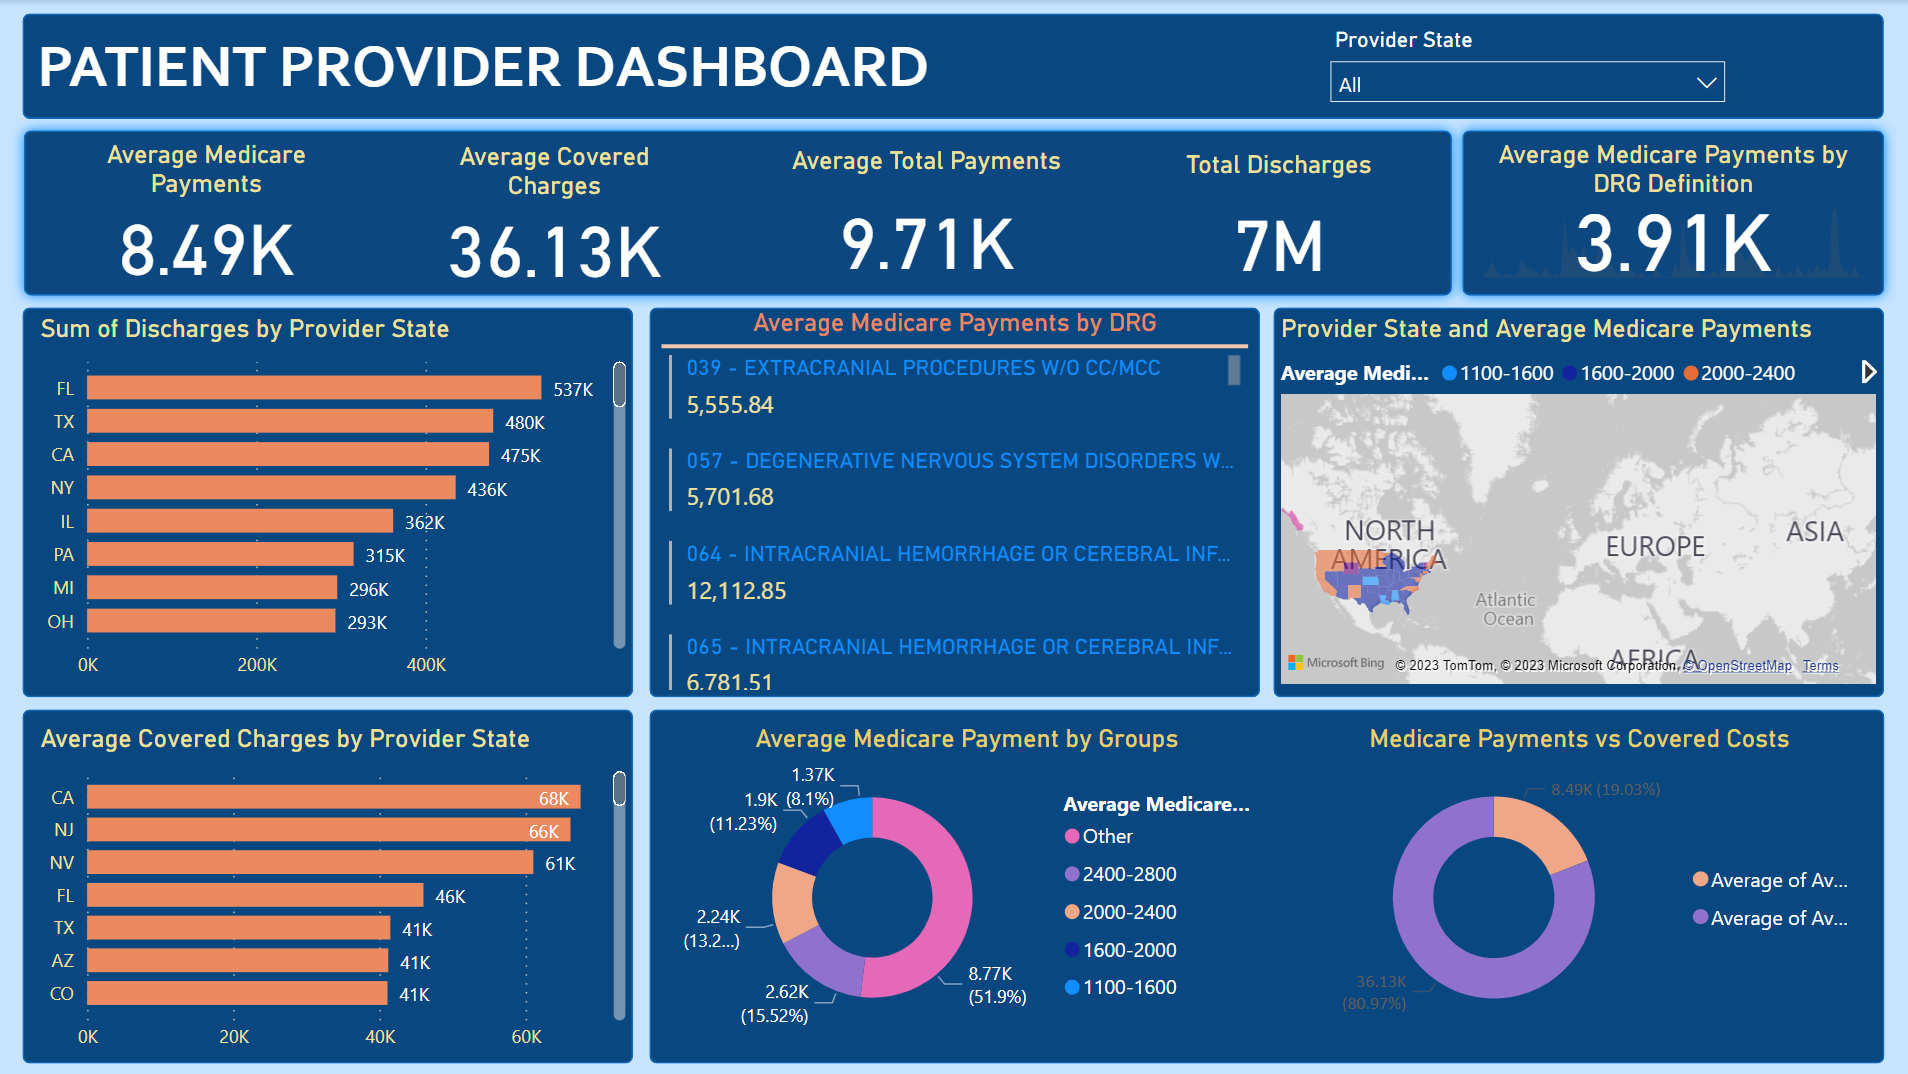 PATIENT PROVIDER DASHBOARD
Provider State
All
Average Medicare
Payments
8.49K
Average Covered
Charges
36.13K
Average Total Payments
9.71K
Total Discharges
7M
Average Medicare Payments by
DRG Definition
3.91K
Sum of Discharges by Provider State
FL 537K
TX 480K
CA 475K
NY 436K
IL 362K
PA 315K
MI 296K
OH 293K
0K 200K 400K
Average Medicare Payments by DRG
039 - EXTRACRANIAL PROCEDURES W/O CC/MCC
5,555.84
057 - DEGENERATIVE NERVOUS SYSTEM DISORDERS W...
5,701.68
064 - INTRACRANIAL HEMORRHAGE OR CEREBRAL INF...
12,112.85
065 - INTRACRANIAL HEMORRHAGE OR CEREBRAL INF...
6,781.51
Provider State and Average Medicare Payments
Average Medi... 1100-1600 1600-2000 2000-2400
NORTH
AMERICA
EUROPE
ASIA
Atlantic
Ocean
AFRICA
Microsoft Bing © 2023 TomTom, © 2023 Microsoft Corporation, © OpenStreetMap Terms
Average Covered Charges by Provider State
CA 68K
NJ 66K
NV 61K
FL 46K
TX 41K
AZ 41K
CO 41K
0K 20K 40K 60K
Average Medicare Payment by Groups
1.37K
(8.1%)
1.9K
(11.23%)
2.24K
(13.2...)
2.62K
(15.52%)
8.77K
(51.9%)
Average Medicare...
Other
2400-2800
2000-2400
1600-2000
1100-1600
Medicare Payments vs Covered Costs
8.49K (19.03%)
36.13K
(80.97%)
Average of Av...
Average of Av...